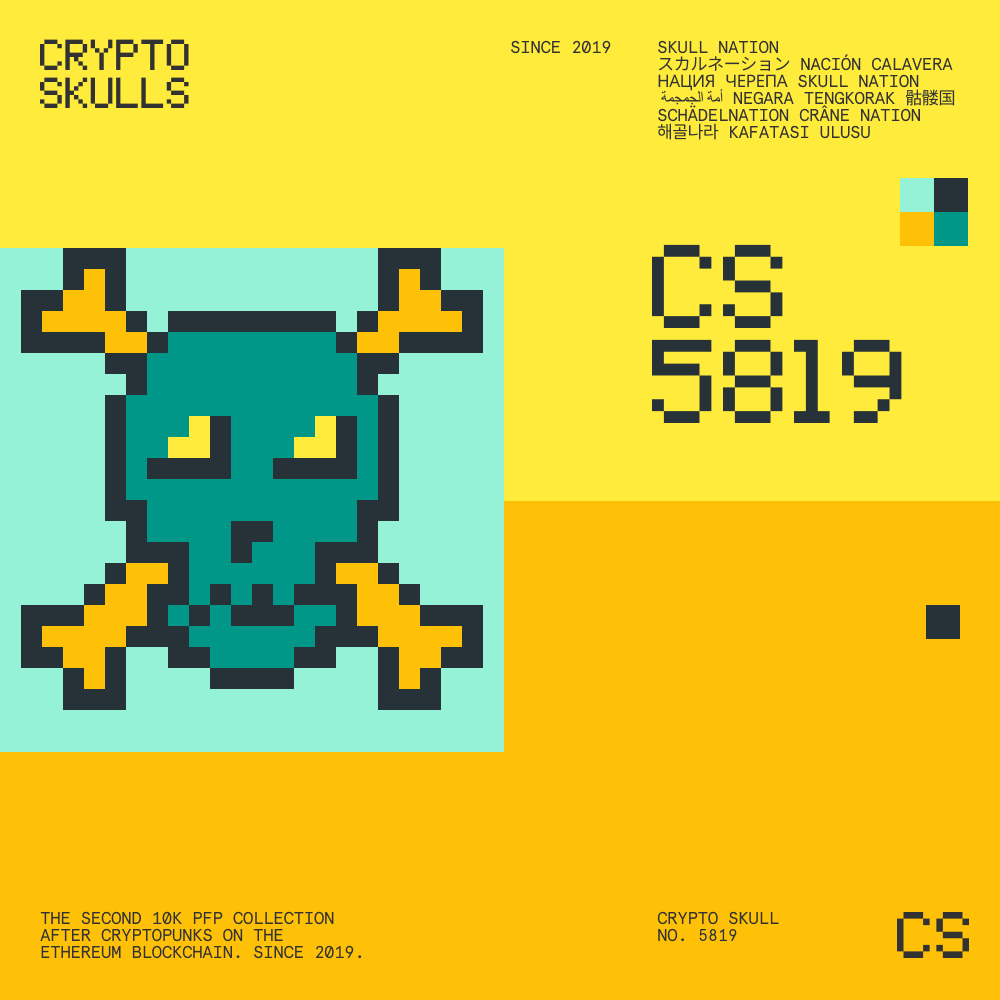 CRYPTO
SKULLS
SINCE 2019
SKULL NATION
スカルネーション NACIÓN CALAVERA
НАЦИЯ ЧЕРЕПА SKULL NATION
أمة الجمجمة NEGARA TENGKORAK 骷髅国
SCHÄDELNATION CRÂNE NATION
해골나라 KAFATASI ULUSU
CS
5819
THE SECOND 10K PFP COLLECTION
AFTER CRYPTOPUNKS ON THE
ETHEREUM BLOCKCHAIN. SINCE 2019.
CRYPTO SKULL
NO. 5819
CS